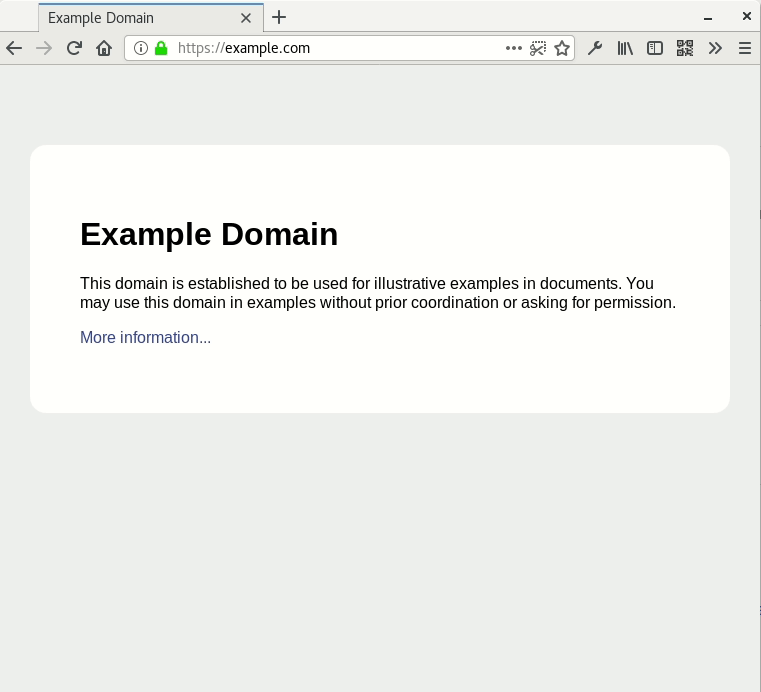 Example Domain
https://example.com
Example Domain
This domain is established to be used for illustrative examples in documents. You
may use this domain in examples without prior coordination or asking for permission.
More information...